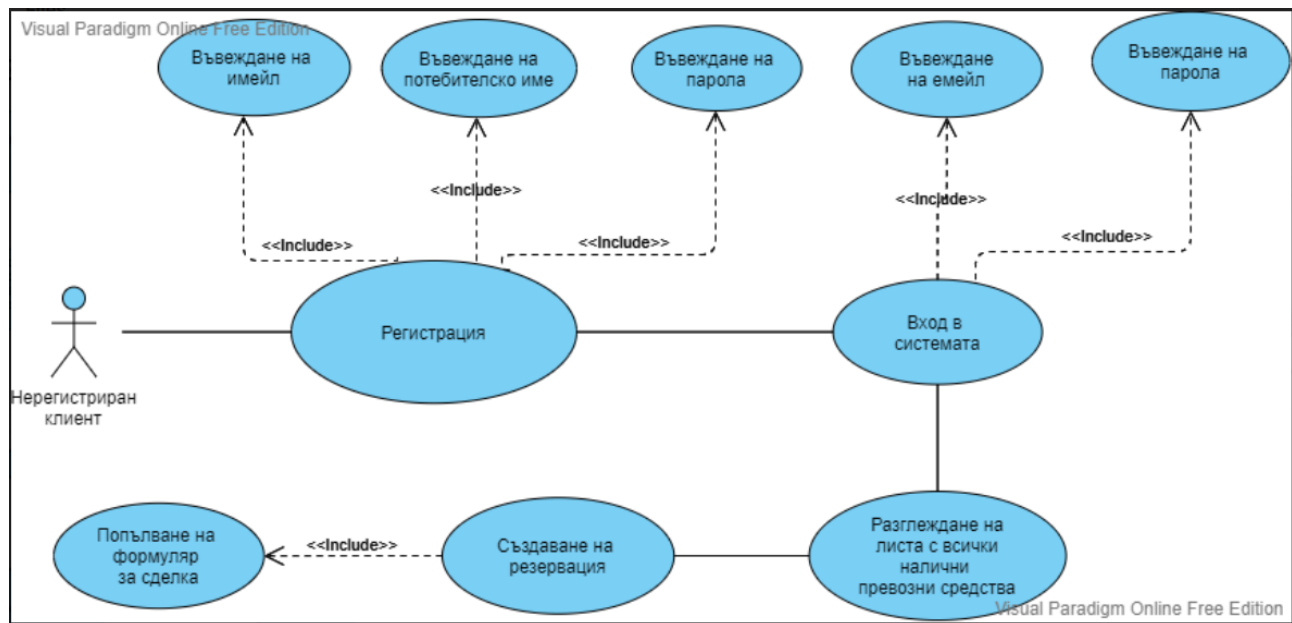 Visual Paradigm Online Free Edition
Въвеждане на
имейл
Въвеждане на
потебителско име
Въвеждане на
парола
Въвеждане
на емейл
Въвеждане на
парола
<<Include>>
<<Include>>
<<Include>>
<<Include>>
<<Include>>
Нерегистриран
клиент
Регистрация
Вход в
системата
Попълване на
формуляр
за сделка
<<Include>>
Създаване на
резервация
Разглеждане на
листа с всички
налични
превозни средства
Visual Paradigm Online Free Edition